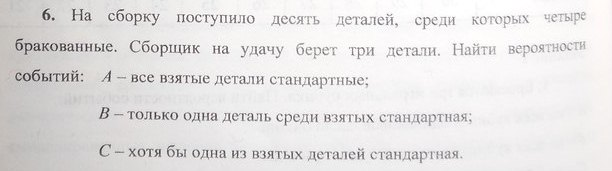 6. На сборку поступило десять деталей, среди которых четыре
бракованные. Сборщик на удачу берет три детали. Найти вероятности
событий: A – все взятые детали стандартные;
B – только одна деталь среди взятых стандартная;
C – хотя бы одна из взятых деталей стандартная.